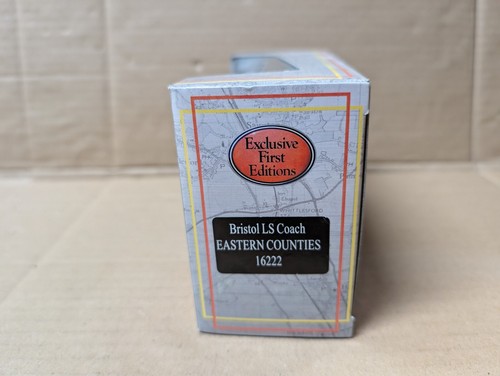 Exclusive
First
Editions
Bristol LS Coach
EASTERN COUNTIES
16222